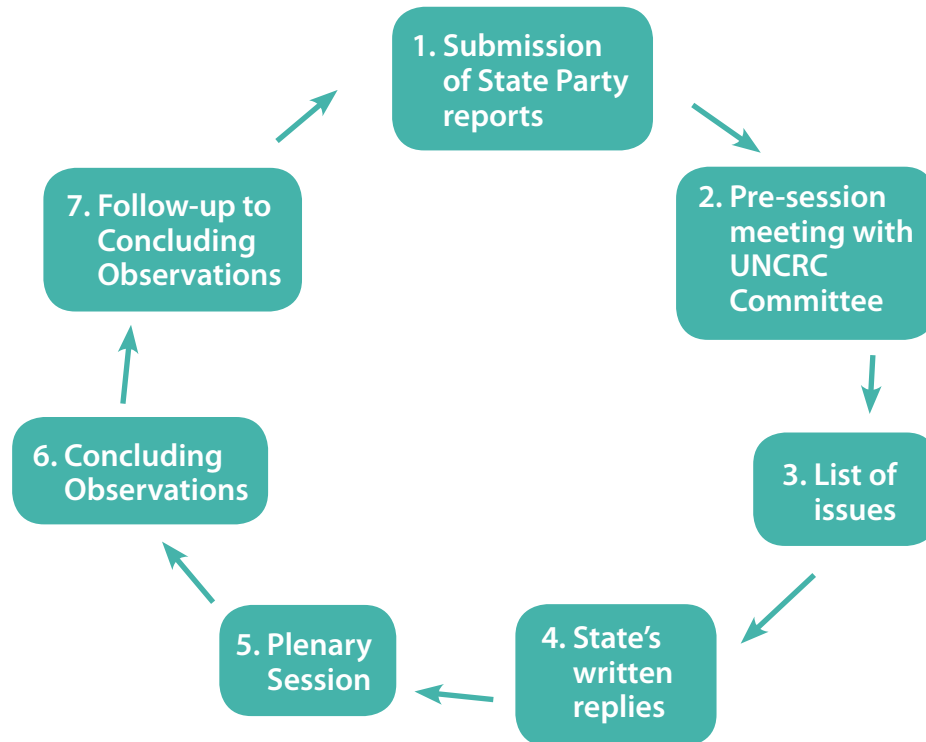 1. Submission
of State Party
reports
2. Pre-session
meeting with
UNCRC
Committee
3. List of
issues
4. State’s
written
replies
5. Plenary
Session
6. Concluding
Observations
7. Follow-up to
Concluding
Observations